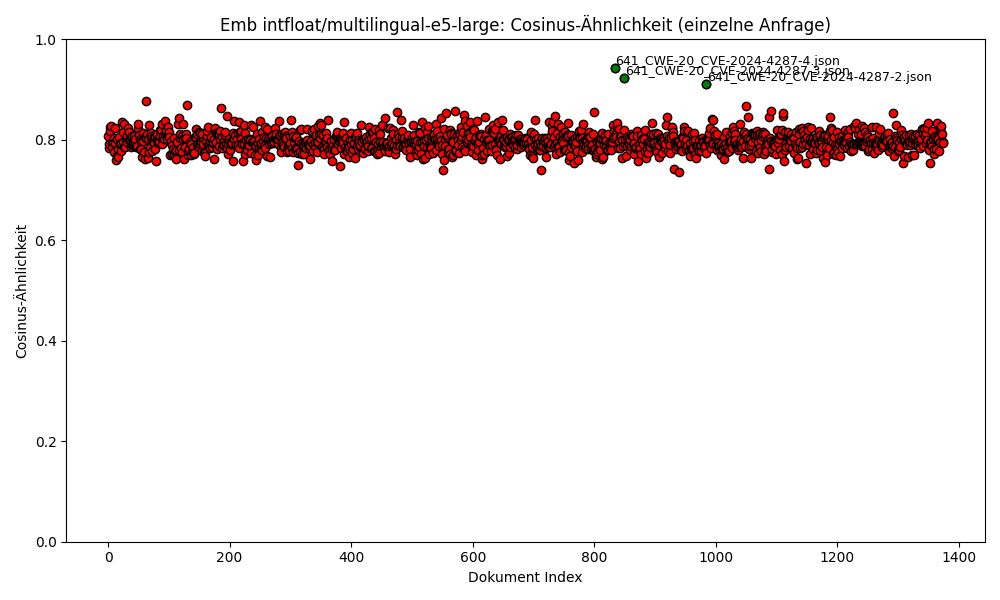 Emb intfloat/multilingual-e5-large: Cosinus-Ähnlichkeit (einzelne Anfrage)
1.0
641_CWE-20_CVE-2024-4287-4.json
641_CWE-20_CVE-2024-4287-3.json
641_CWE-20_CVE-2024-4287-2.json
0.8
0.6
Cosinus-Ähnlichkeit
0.4
0.2
0.0
0
200
400
600
800
1000
1200
1400
Dokument Index